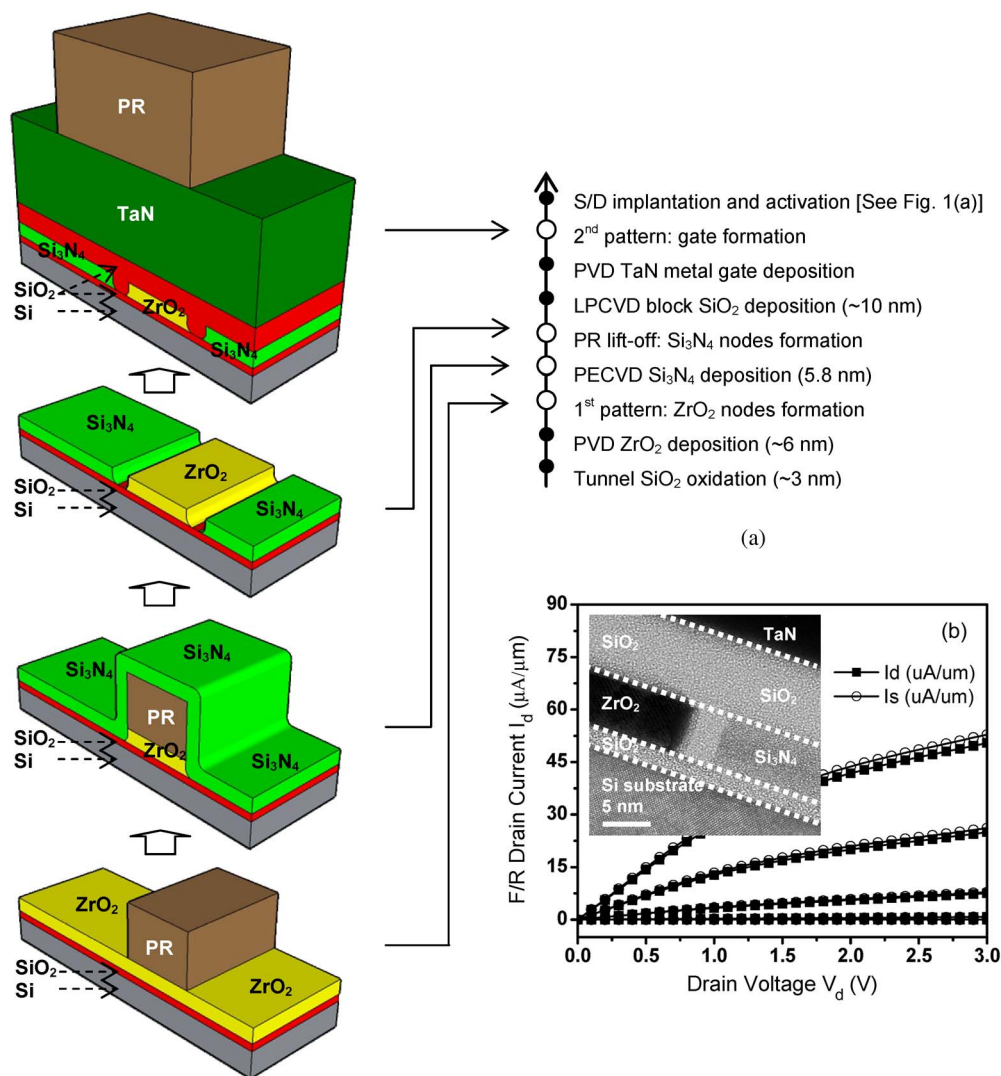 PR
TaN
Si3N4
SiO2
Si
ZrO2
Si3N4
Si3N4
ZrO2
SiO2
Si
Si3N4
Si3N4
Si3N4
PR
SiO2
Si
ZrO2
Si3N4
ZrO2
PR
SiO2
Si
ZrO2
S/D implantation and activation [See Fig. 1(a)]
2nd pattern: gate formation
PVD TaN metal gate deposition
LPCVD block SiO2 deposition (~10 nm)
PR lift-off: Si3N4 nodes formation
PECVD Si3N4 deposition (5.8 nm)
1st pattern: ZrO2 nodes formation
PVD ZrO2 deposition (~6 nm)
Tunnel SiO2 oxidation (~3 nm)
(a)
(b)
F/R Drain Current Id (μA/μm)
90
75
60
45
30
15
0
SiO2
TaN
ZrO2
SiO2
SiO2
Si3N4
Si substrate
5 nm
Id (uA/um)
Is (uA/um)
0.0 0.5 1.0 1.5 2.0 2.5 3.0
Drain Voltage Vd (V)